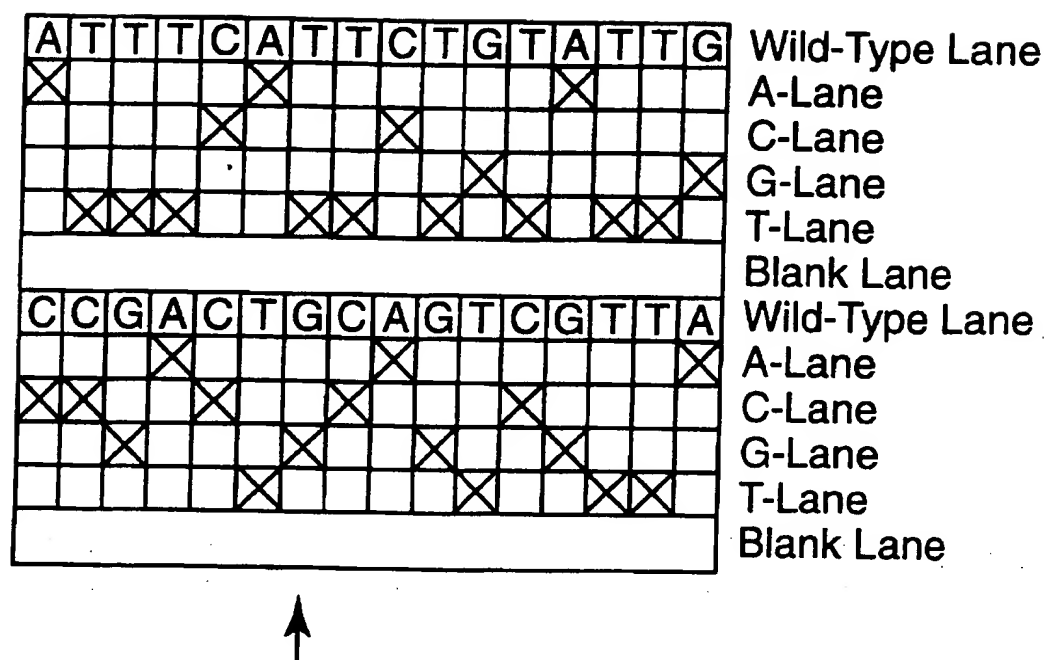 A T T T C A T T C T G T A T T G Wild-Type Lane
A-Lane
C-Lane
G-Lane
T-Lane
Blank Lane
C C G A C T G C A G T C G T T A Wild-Type Lane
A-Lane
C-Lane
G-Lane
T-Lane
Blank Lane